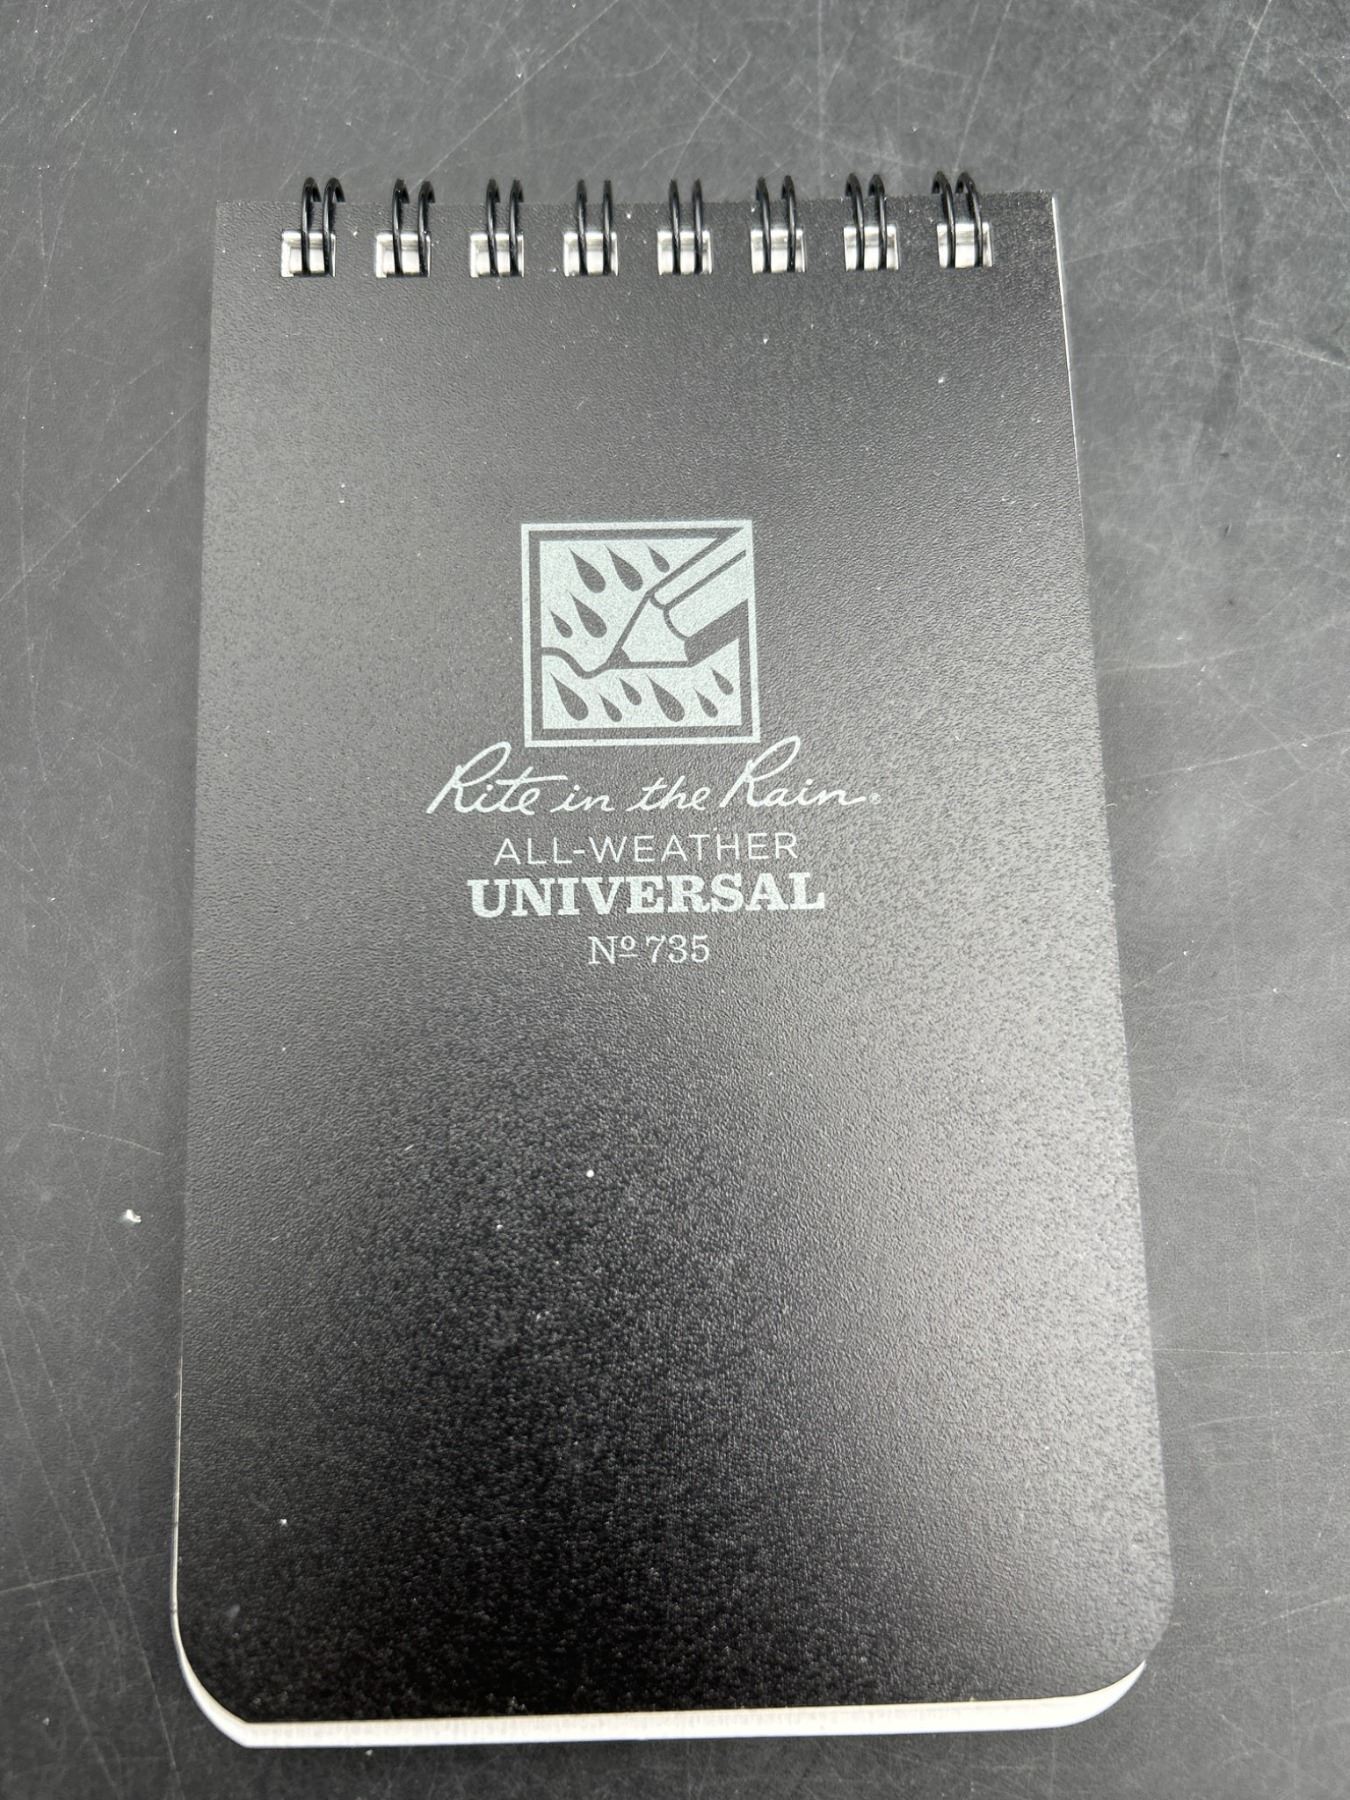 Rite in the Rain®
ALL-WEATHER
UNIVERSAL
Nº 735